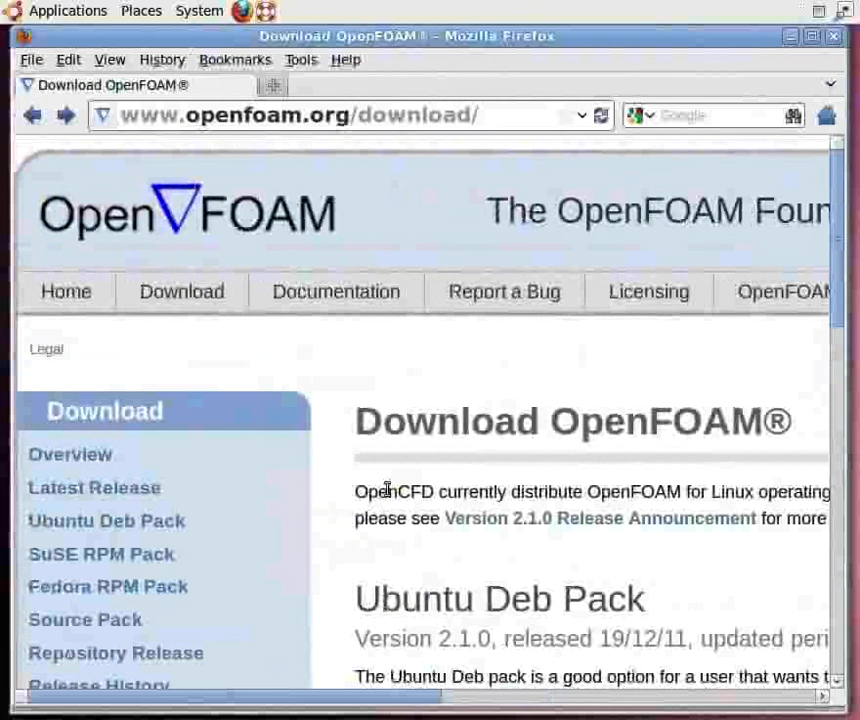 Applications Places System
Download OpenFOAM® - Mozilla Firefox
File Edit View History Bookmarks Tools Help
Download OpenFOAM®
www.openfoam.org/download/
Google
Open∇FOAM
The OpenFOAM Foun
Home Download Documentation Report a Bug Licensing OpenFOAM
Legal
Download
Download OpenFOAM®
Overview
Latest Release
OpenCFD currently distribute OpenFOAM for Linux operating
Ubuntu Deb Pack
please see Version 2.1.0 Release Announcement for more
SuSE RPM Pack
Fedora RPM Pack
Ubuntu Deb Pack
Source Pack
Version 2.1.0, released 19/12/11, updated peri
Repository Release
The Ubuntu Deb pack is a good option for a user that wants t
Release History